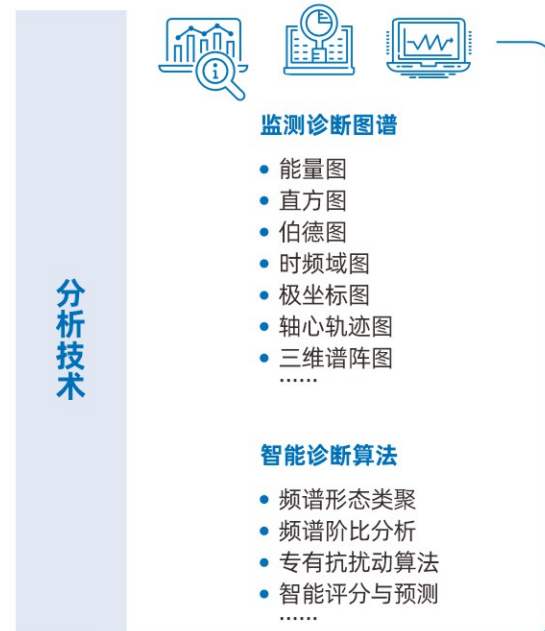 监测诊断图谱
• 能量图
• 直方图
• 伯德图
• 时频域图
• 极坐标图
• 轴心轨迹图
• 三维谱阵图
……
分析技术
智能诊断算法
• 频谱形态类聚
• 频谱阶比分析
• 专有抗扰动算法
• 智能评分与预测
……